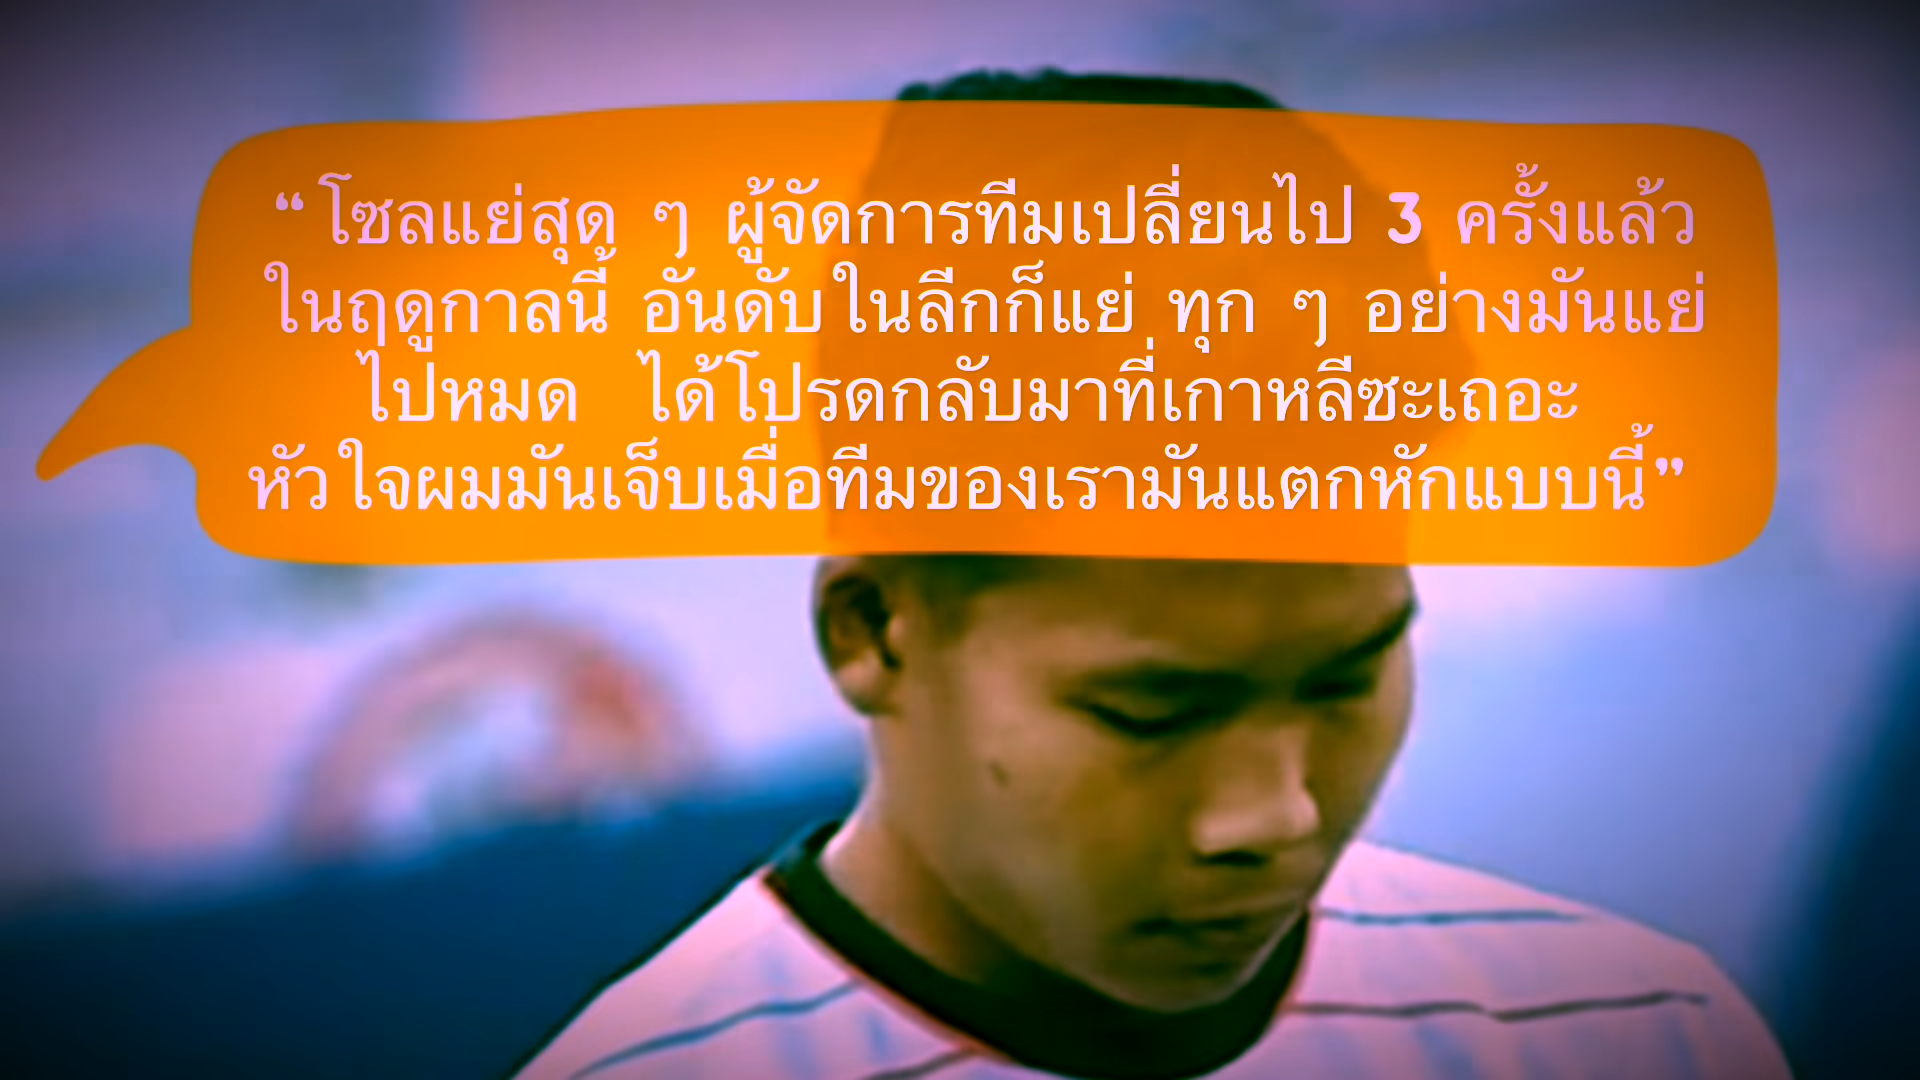 “โซลแย่สุด ๆ ผู้จัดการทีมเปลี่ยนไป 3 ครั้งแล้ว
ในฤดูกาลนี้ อันดับในลีกก็แย่ ทุก ๆ อย่างมันแย่
ไปหมด ได้โปรดกลับมาที่เกาหลีซะเถอะ
หัวใจผมมันเจ็บเมื่อทีมของเรามันแตกหักแบบนี้”